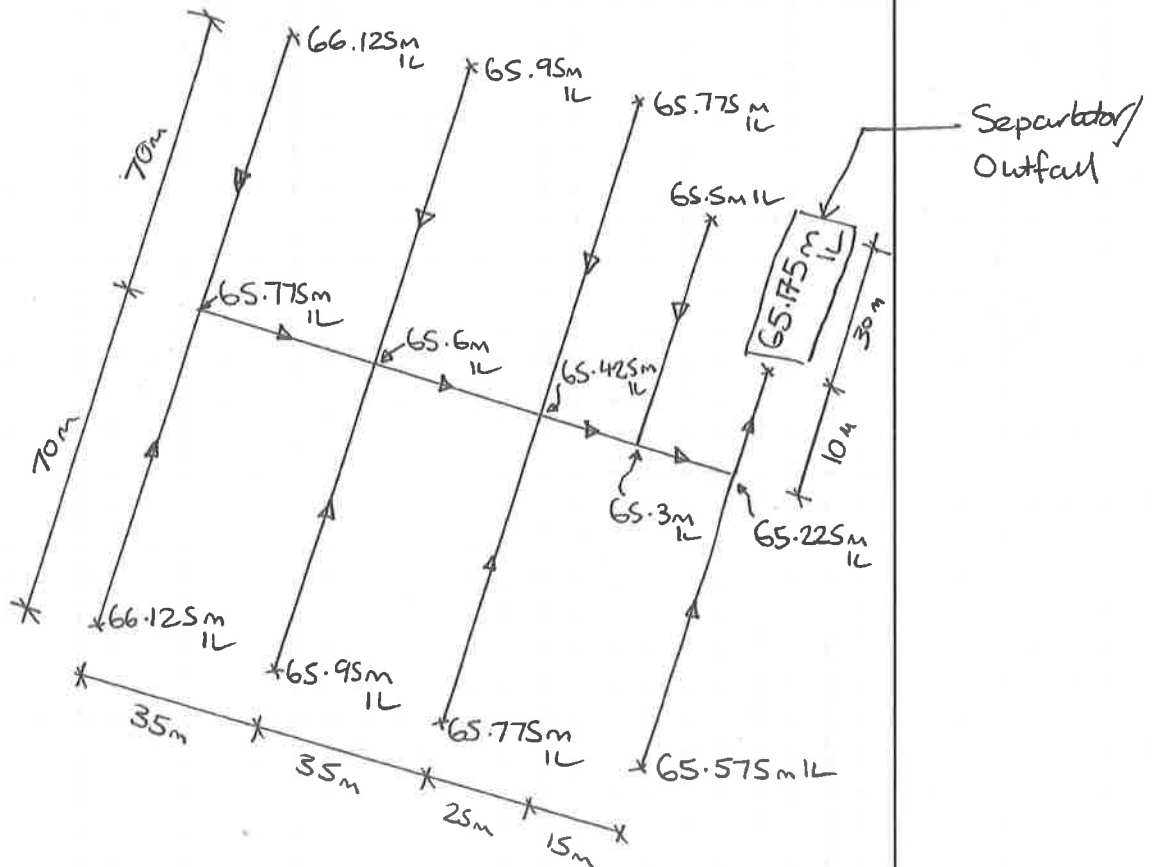 66.125m
IL
65.95m
IL
65.775m
IL
Separtator/
Outfall
65.5m IL
70m
65.175m
IL
30m
65.775m
IL
65.6m
IL
65.425m
IL
10m
70m
65.3m
IL
65.225m
IL
66.125m
IL
65.95m
IL
65.775m
IL
65.575m IL
35m
35m
25m
15m